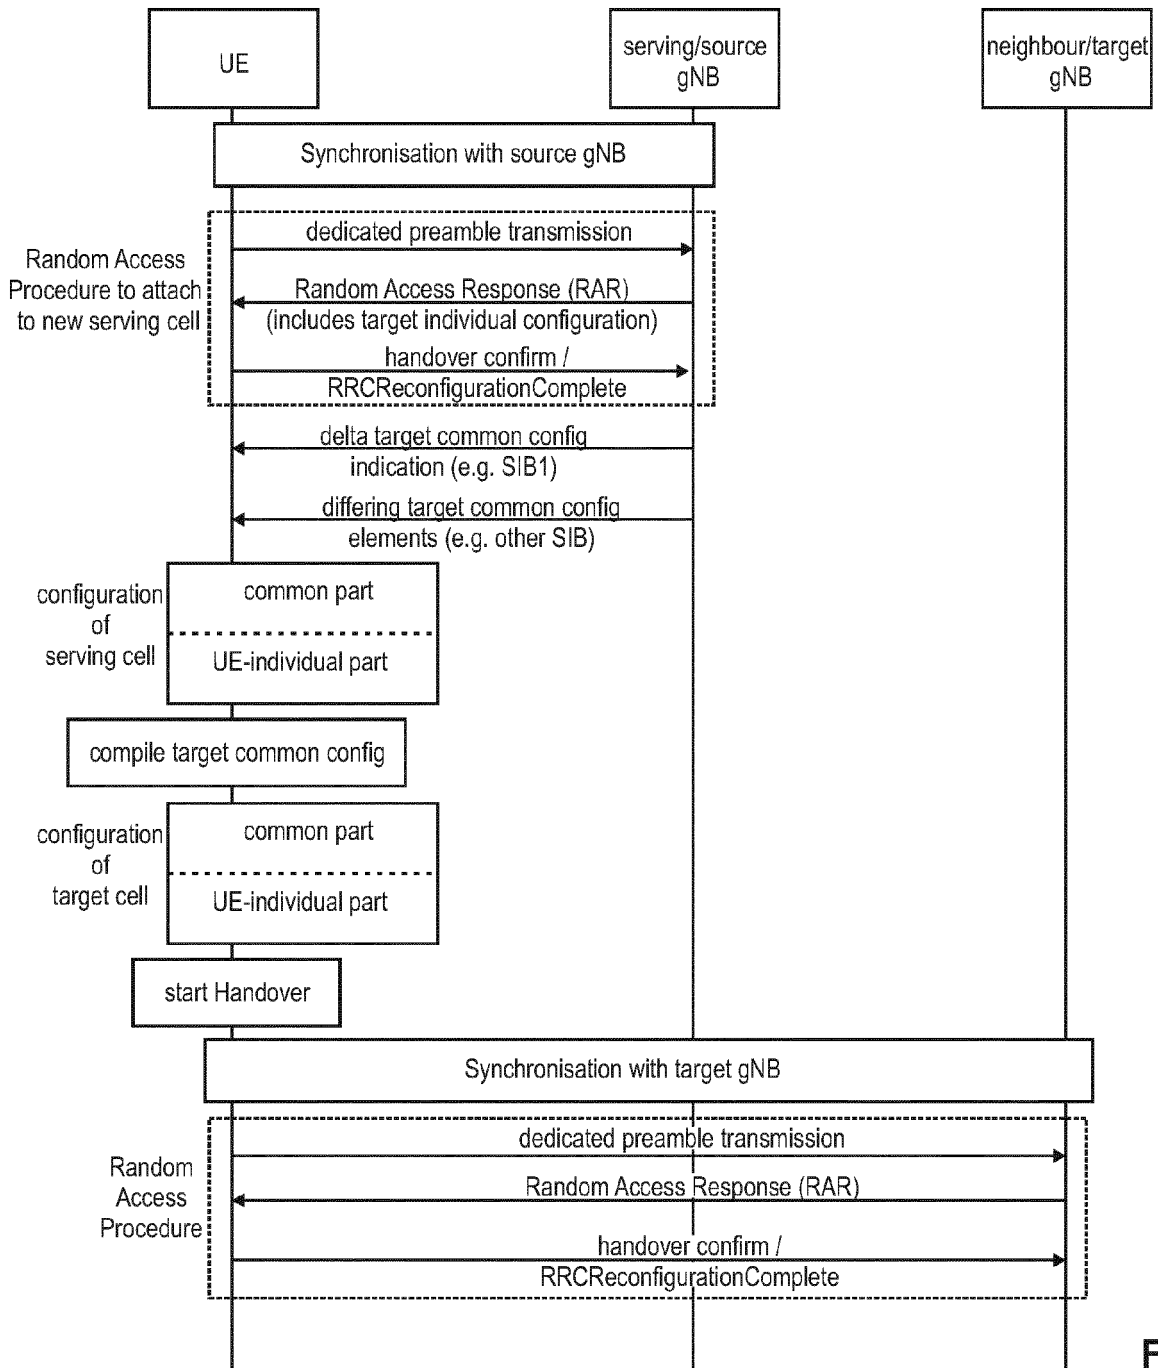 UE
serving/source
gNB
neighbour/target
gNB
Synchronisation with source gNB
Random Access
Procedure to attach
to new serving cell
dedicated preamble transmission
Random Access Response (RAR)
(includes target individual configuration)
handover confirm /
RRCReconfigurationComplete
delta target common config
indication (e.g. SIB1)
differing target common config
elements (e.g. other SIB)
configuration
of
serving cell
common part
UE-individual part
compile target common config
configuration
of
target cell
common part
UE-individual part
start Handover
Synchronisation with target gNB
Random
Access
Procedure
dedicated preamble transmission
Random Access Response (RAR)
handover confirm /
RRCReconfigurationComplete